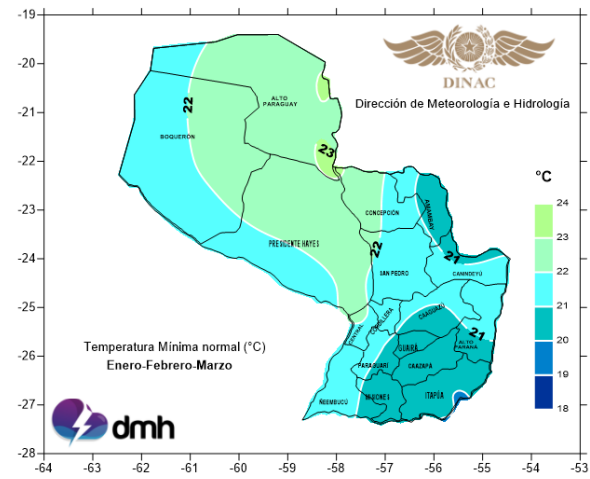 -19
DINAC
Dirección de Meteorología e Hidrología
-20
-21
-22
-23
-24
-25
-26
-27
-28
22
ALTO
PARAGUAY
BOQUERÓN
23
CONCEPCIÓN
AMAMBAY
PRESIDENTE HAYES
22
SAN PEDRO
21
CANINDEYÚ
CENTRAL
CORDILLERA
CAAGUAZÚ
21
GUAIRÁ
ALTO
PARANÁ
PARAGUARÍ
CAAZAPÁ
ÑEEMBUCÚ
MISIONES
ITAPÚA
°C
24
23
22
21
20
19
18
Temperatura Mínima normal (°C)
Enero-Febrero-Marzo
dmh
-64
-63
-62
-61
-60
-59
-58
-57
-56
-55
-54
-53